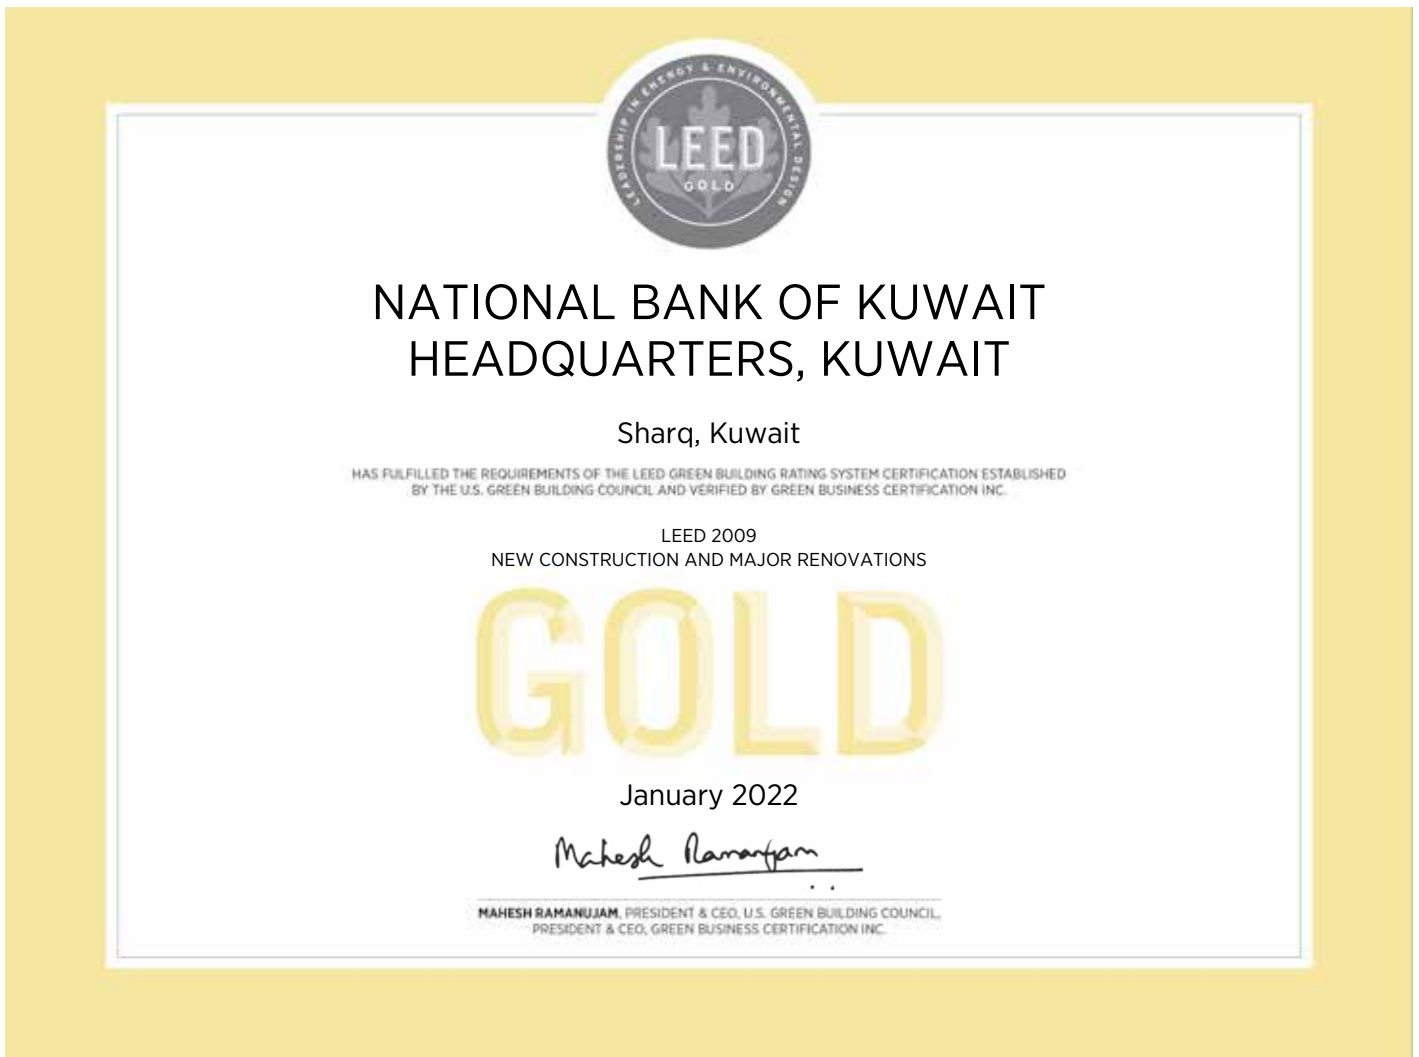 LEADERSHIP IN ENERGY & ENVIRONMENTAL DESIGN
LEED
GOLD
NATIONAL BANK OF KUWAIT
HEADQUARTERS, KUWAIT
Sharq, Kuwait
HAS FULFILLED THE REQUIREMENTS OF THE LEED GREEN BUILDING RATING SYSTEM CERTIFICATION ESTABLISHED
BY THE U.S. GREEN BUILDING COUNCIL AND VERIFIED BY GREEN BUSINESS CERTIFICATION INC.
LEED 2009
NEW CONSTRUCTION AND MAJOR RENOVATIONS
GOLD
January 2022
Mahesh Ramanujam
MAHESH RAMANUJAM, PRESIDENT & CEO, U.S. GREEN BUILDING COUNCIL,
PRESIDENT & CEO, GREEN BUSINESS CERTIFICATION INC.